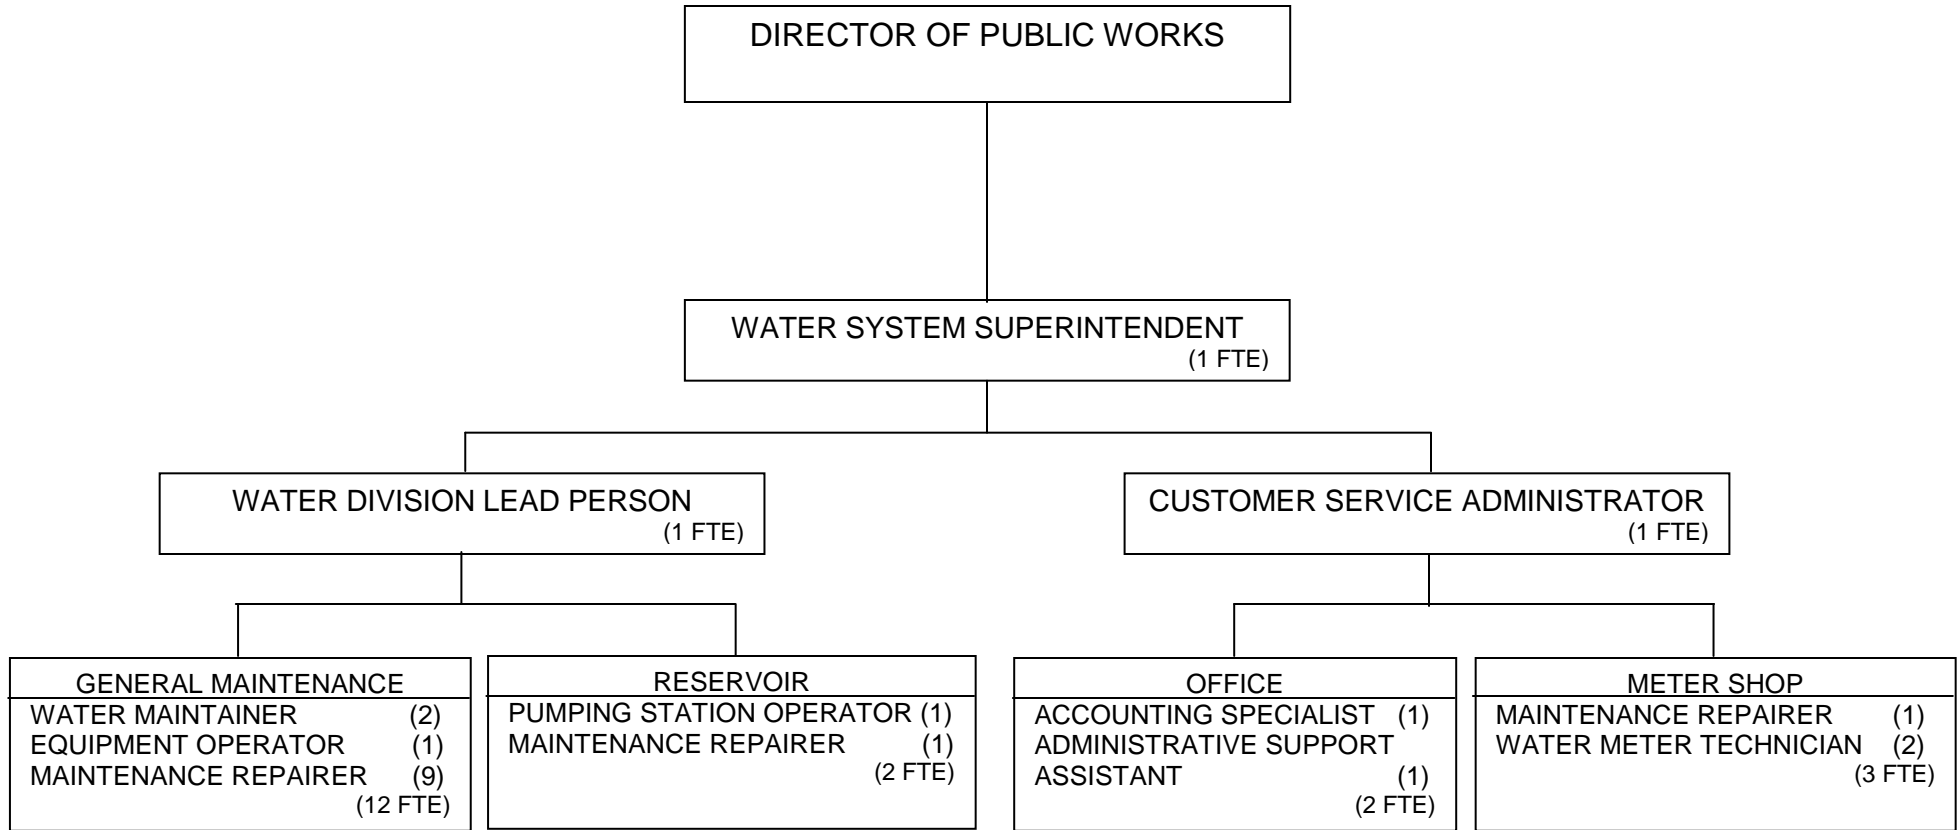 DIRECTOR OF PUBLIC WORKS
WATER SYSTEM SUPERINTENDENT
(1 FTE)
WATER DIVISION LEAD PERSON
(1 FTE)
CUSTOMER SERVICE ADMINISTRATOR
(1 FTE)
GENERAL MAINTENANCE
WATER MAINTAINER (2)
EQUIPMENT OPERATOR (1)
MAINTENANCE REPAIRER (9)
(12 FTE)
RESERVOIR
PUMPING STATION OPERATOR (1)
MAINTENANCE REPAIRER (1)
(2 FTE)
OFFICE
ACCOUNTING SPECIALIST (1)
ADMINISTRATIVE SUPPORT
ASSISTANT (1)
(2 FTE)
METER SHOP
MAINTENANCE REPAIRER (1)
WATER METER TECHNICIAN (2)
(3 FTE)